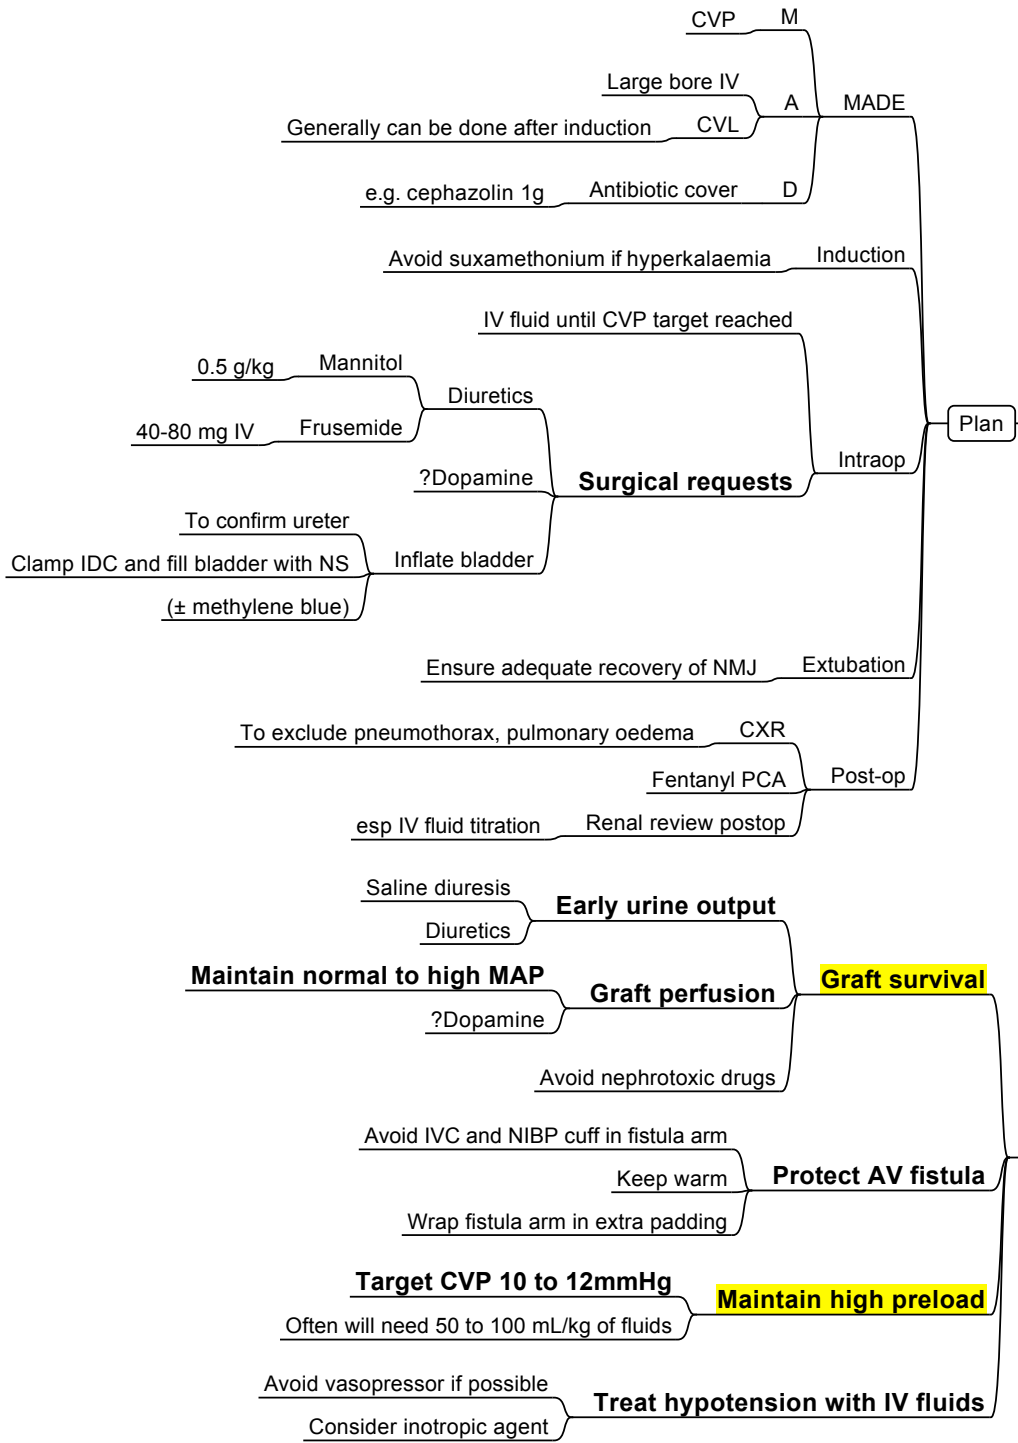 CVP
M
Large bore IV
A
MADE
Generally can be done after induction
CVL
e.g. cephazolin 1g
Antibiotic cover
D
Avoid suxamethonium if hyperkalaemia
Induction
IV fluid until CVP target reached
0.5 g/kg
Mannitol
Diuretics
40-80 mg IV
Frusemide
Plan
Intraop
?Dopamine
Surgical requests
To confirm ureter
Clamp IDC and fill bladder with NS
Inflate bladder
(± methylene blue)
Ensure adequate recovery of NMJ
Extubation
To exclude pneumothorax, pulmonary oedema
CXR
Fentanyl PCA
Post-op
esp IV fluid titration
Renal review postop
Saline diuresis
Early urine output
Diuretics
Maintain normal to high MAP
Graft perfusion
Graft survival
?Dopamine
Avoid nephrotoxic drugs
Avoid IVC and NIBP cuff in fistula arm
Keep warm
Protect AV fistula
Wrap fistula arm in extra padding
Target CVP 10 to 12mmHg
Maintain high preload
Often will need 50 to 100 mL/kg of fluids
Avoid vasopressor if possible
Treat hypotension with IV fluids
Consider inotropic agent